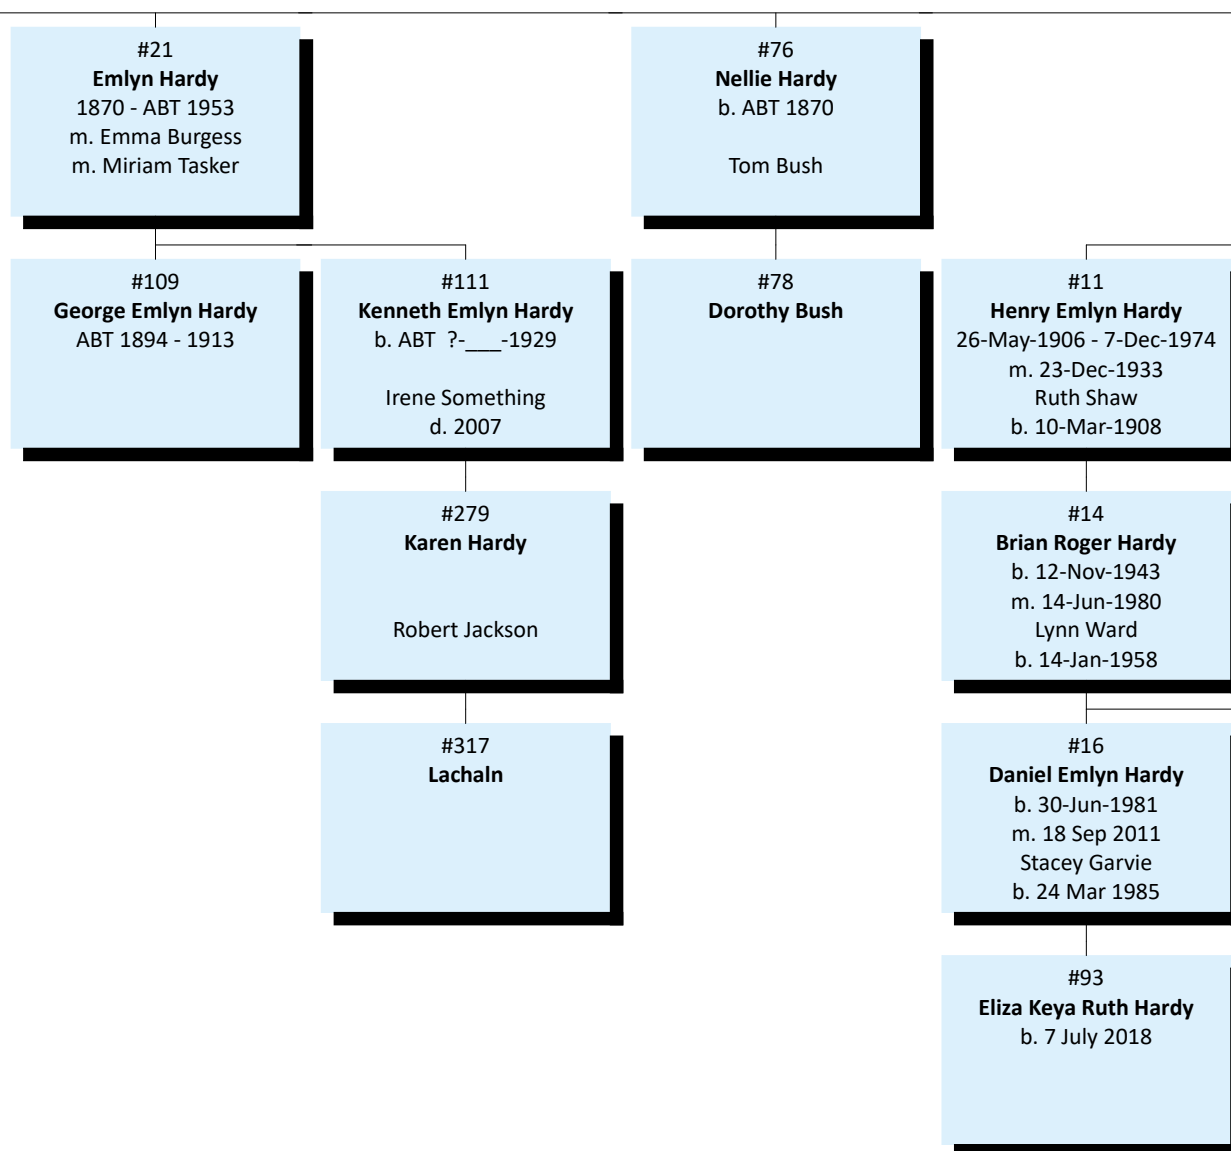 #21
Emlyn Hardy
1870 - ABT 1953
m. Emma Burgess
m. Miriam Tasker
#76
Nellie Hardy
b. ABT 1870
Tom Bush
#109
George Emlyn Hardy
ABT 1894 - 1913
#111
Kenneth Emlyn Hardy
b. ABT ?-___-1929
Irene Something
d. 2007
#78
Dorothy Bush
#11
Henry Emlyn Hardy
26-May-1906 - 7-Dec-1974
m. 23-Dec-1933
Ruth Shaw
b. 10-Mar-1908
#279
Karen Hardy
Robert Jackson
#14
Brian Roger Hardy
b. 12-Nov-1943
m. 14-Jun-1980
Lynn Ward
b. 14-Jan-1958
#317
Lachaln
#16
Daniel Emlyn Hardy
b. 30-Jun-1981
m. 18 Sep 2011
Stacey Garvie
b. 24 Mar 1985
#93
Eliza Keya Ruth Hardy
b. 7 July 2018